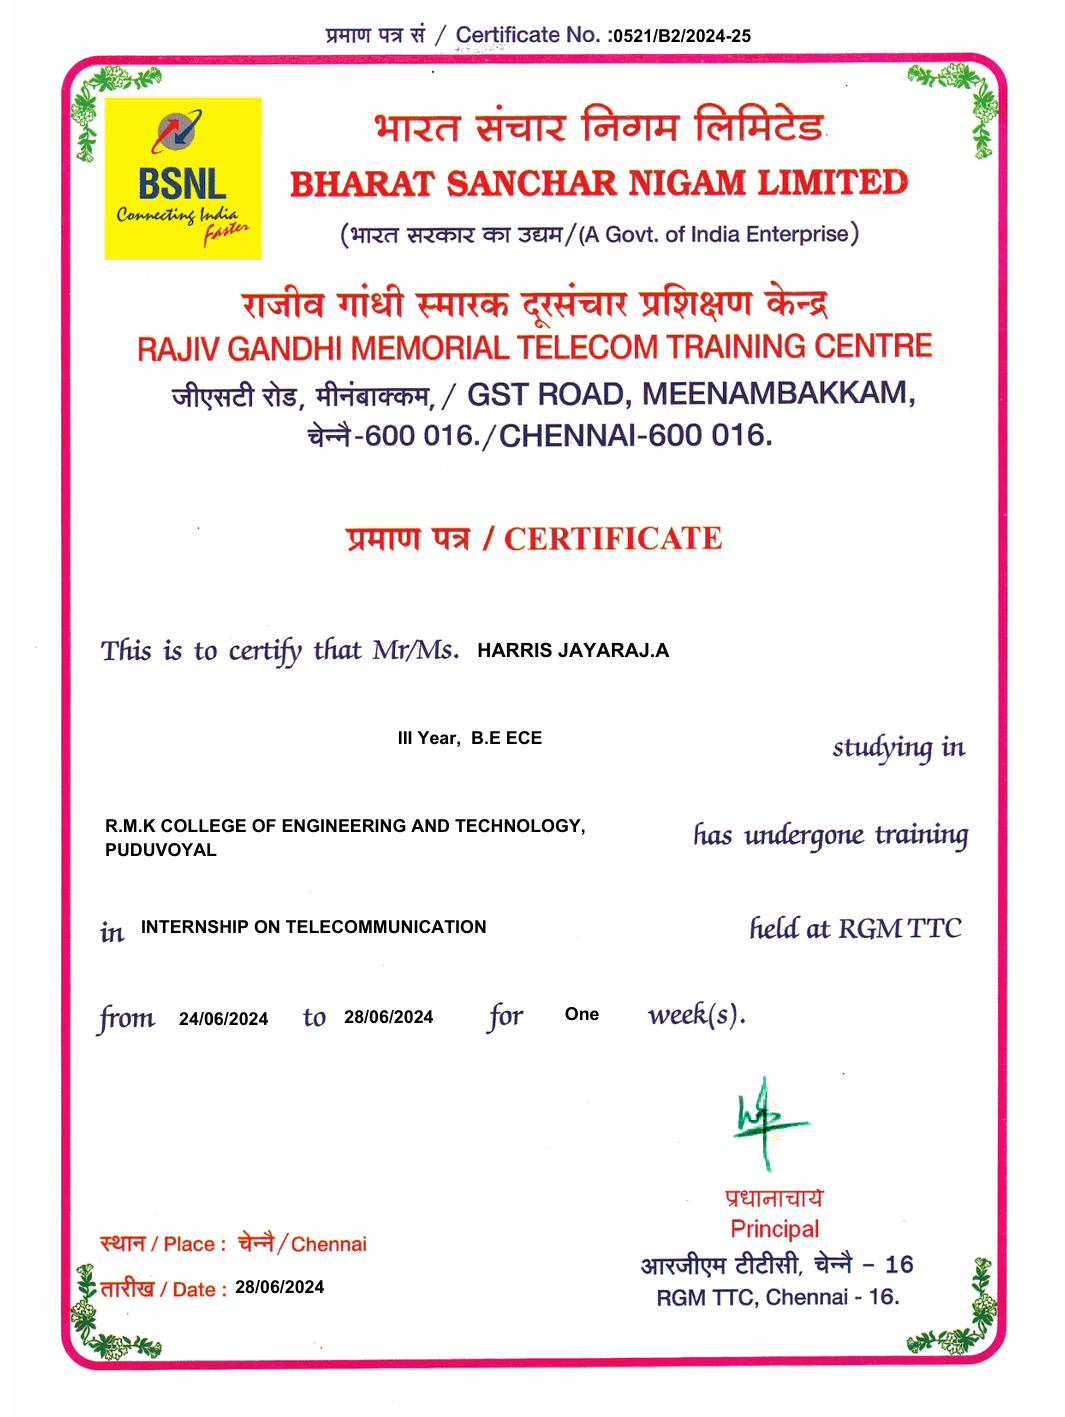 प्रमाण पत्र सं / Certificate No. :0521/B2/2024-25
BSNL
Connecting India
Faster
भारत संचार निगम लिमिटेड
BHARAT SANCHAR NIGAM LIMITED
(भारत सरकार का उद्यम/(A Govt. of India Enterprise)
राजीव गांधी स्मारक दूरसंचार प्रशिक्षण केन्द्र
RAJIV GANDHI MEMORIAL TELECOM TRAINING CENTRE
जीएसटी रोड, मीनंबाक्कम, / GST ROAD, MEENAMBAKKAM,
चेन्नै-600 016./CHENNAI-600 016.
प्रमाण पत्र / CERTIFICATE
This is to certify that Mr/Ms. HARRIS JAYARAJ.A
III Year, B.E ECE studying in
R.M.K COLLEGE OF ENGINEERING AND TECHNOLOGY,
PUDUVOYAL has undergone training
in INTERNSHIP ON TELECOMMUNICATION held at RGM TTC
from 24/06/2024 to 28/06/2024 for One week(s).
प्रधानाचार्य
Principal
स्थान / Place : चेन्नै/Chennai
आरजीएम टीटीसी, चेन्नै - 16
तारीख / Date : 28/06/2024
RGM TTC, Chennai - 16.